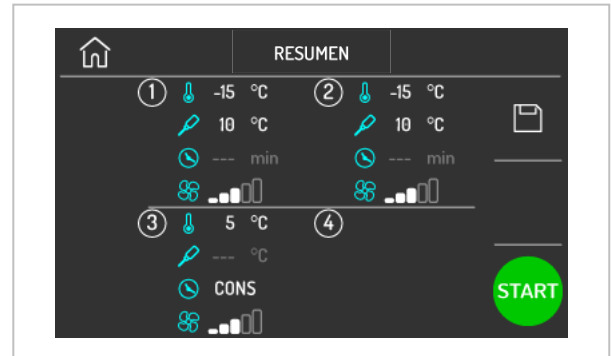 RESUMEN
1 -15 °C
10 °C
--- min
2 -15 °C
10 °C
--- min
3 5 °C
--- °C
CONS
4
START